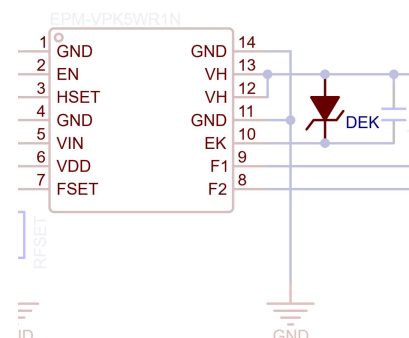 EPM-VPK5WR1N
1 GND GND 14
2 EN VH 13
3 HSET VH 12
4 GND GND 11
5 VIN EK 10
6 VDD F1 9
7 FSET F2 8
DEK
RFSET
GND